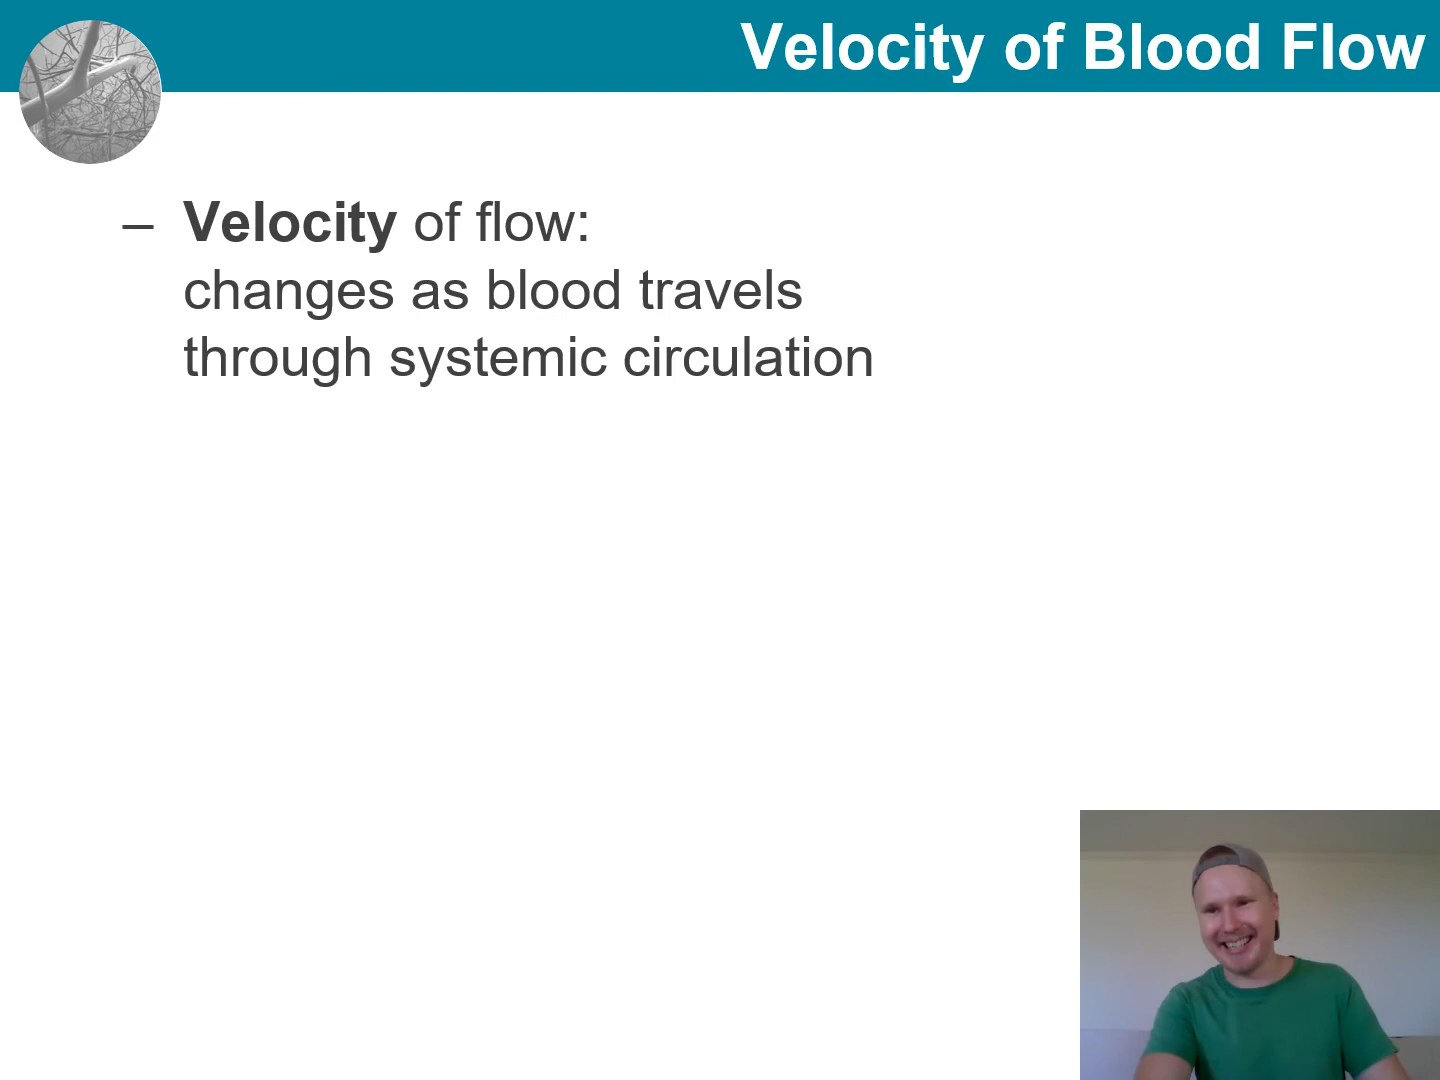 Velocity of Blood Flow
– Velocity of flow:
changes as blood travels
through systemic circulation